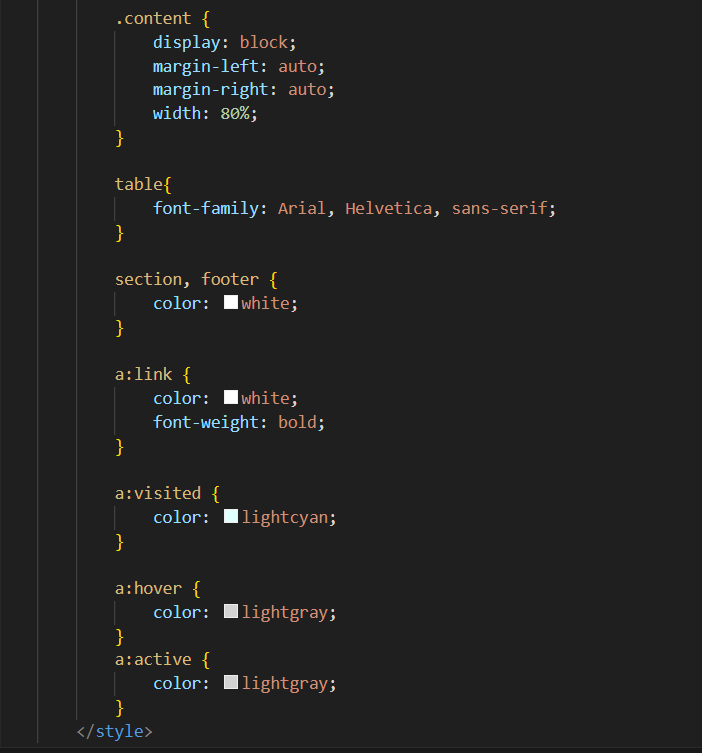 .content {
    display: block;
    margin-left: auto;
    margin-right: auto;
    width: 80%;
}

table{
    font-family: Arial, Helvetica, sans-serif;
}

section, footer {
    color: white;
}

a:link {
    color: white;
    font-weight: bold;
}

a:visited {
    color: lightcyan;
}

a:hover {
    color: lightgray;
}
a:active {
    color: lightgray;
}
</style>